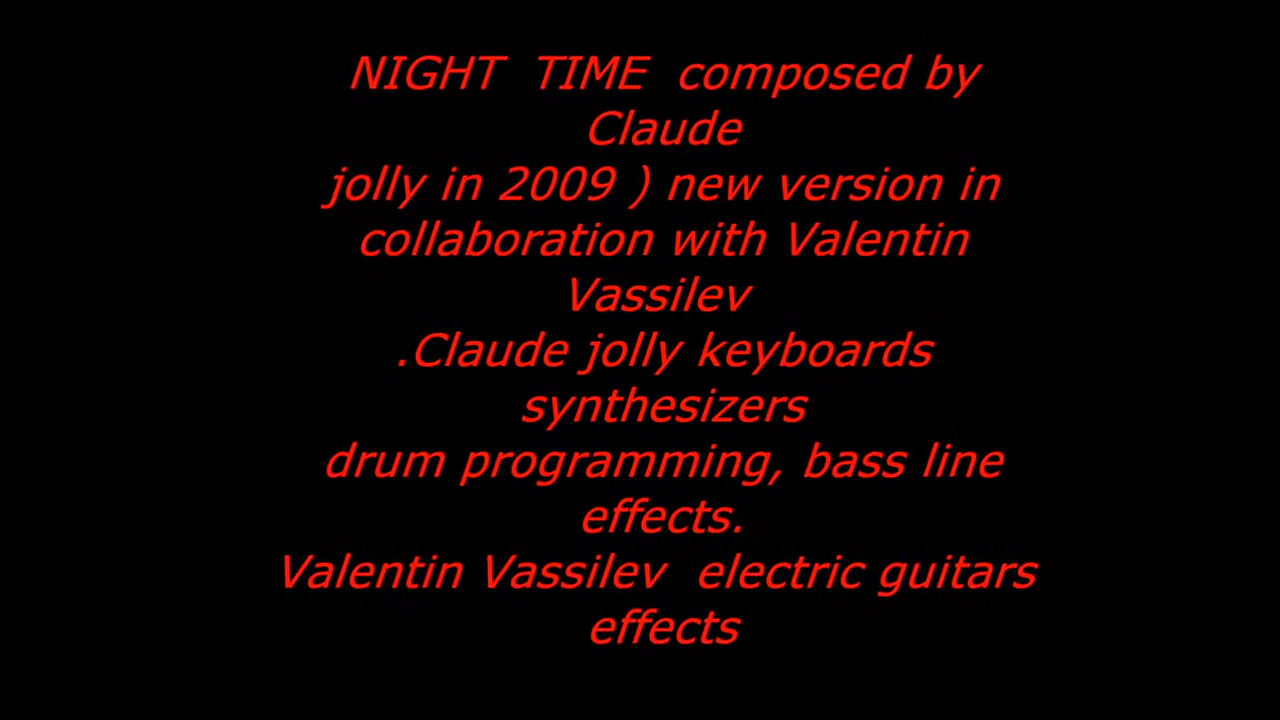 NIGHT  TIME  composed by
Claude
jolly in 2009 ) new version in
collaboration with Valentin
Vassilev
.Claude jolly keyboards
synthesizers
drum programming, bass line
effects.
Valentin Vassilev  electric guitars
effects